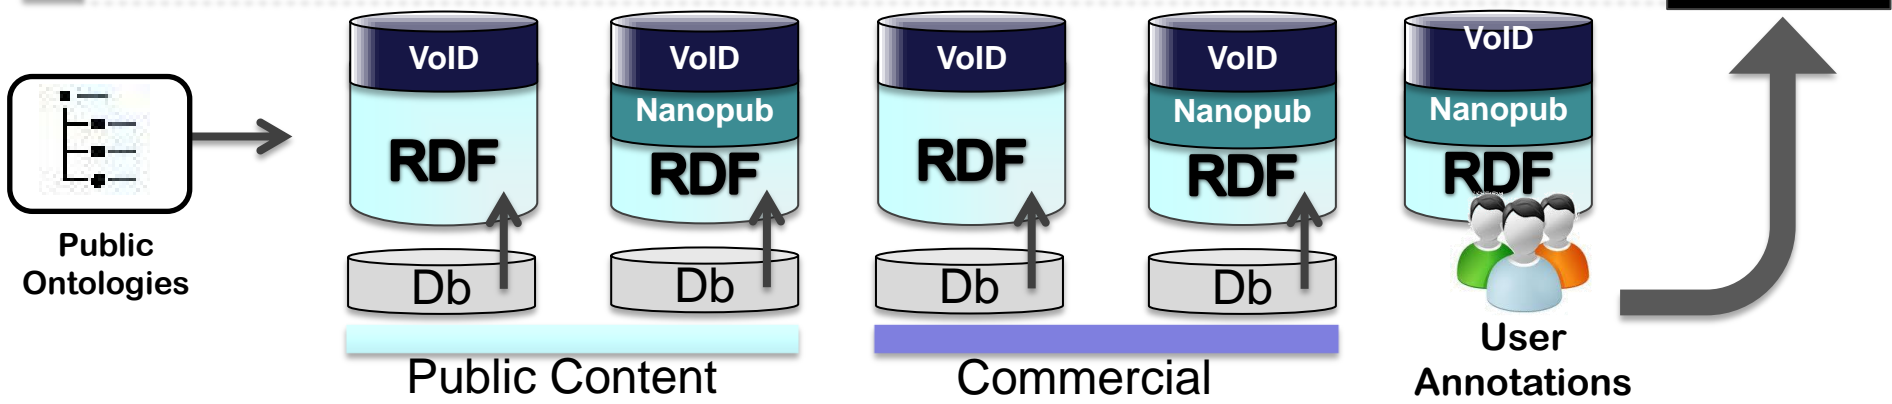 VoID
VoID
VoID
VoID
VoID
Nanopub
Nanopub
Nanopub
RDF
RDF
RDF
RDF
RDF
Public
Ontologies
Db
Db
Db
Db
Public Content
Commercial
User
Annotations